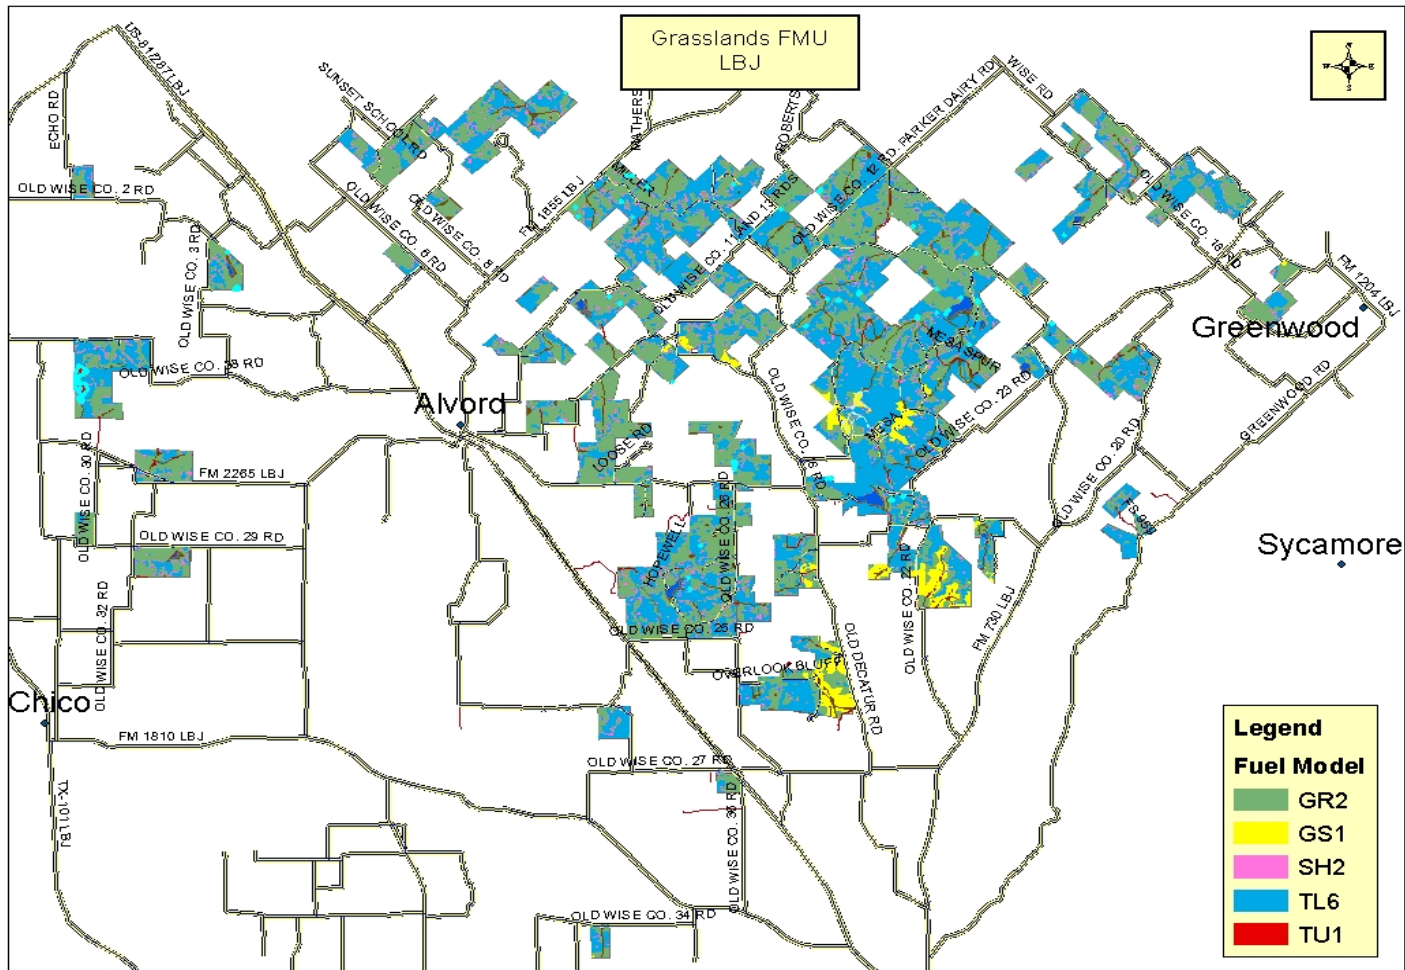 Grasslands FMU
LBJ
US-81/287 LBJ
ECHO RD
SUNSET SCHOOL RD
MATHERS
ROBERTS
PARKER DAIRY RD
WISE RD
OLD WISE CO. 2 RD
OLD WISE CO. 3 RD
OLD WISE CO. 6 RD
OLD WISE CO. 8 RD
FM 1855 LBJ
MILLER
OLD WISE CO. 11 AND 13 RDS
OLD WISE CO. 12 RD.
OLD WISE CO. 18 RD
FM 1204 LBJ
Greenwood
GREENWOOD RD
MESA SPUR
MESA
OLD WISE CO. 23 RD
OLD WISE CO. 16 RD
OLD WISE CO. 20 RD
OLD WISE CO. 38 RD
Alvord
LOOSE RD
OLD WISE CO. 30 RD
FM 2265 LBJ
OLD WISE CO. 29 RD
OLD WISE CO. 32 RD
HOPEWELL
OLD WISE CO. 26 RD
OLD WISE CO. 25 RD
OLD WISE CO. 22 RD
Sycamore
FM 730 LBJ
OLD DECATUR RD
OVERLOOK BLUFF
Chico
FM 1810 LBJ
TX-101 LBJ
OLD WISE CO. 27 RD
OLD WISE CO. 34 RD
Legend
Fuel Model
GR2
GS1
SH2
TL6
TU1